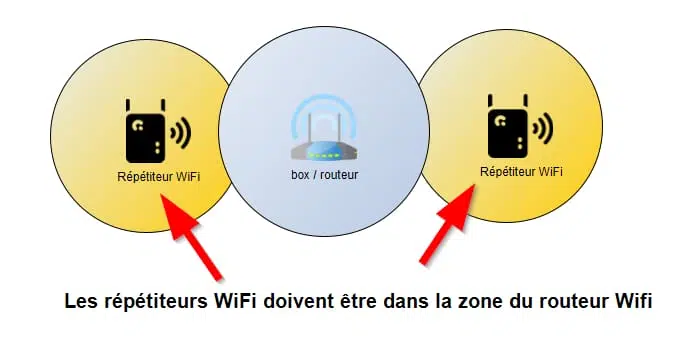 Répétiteur WiFi
box / routeur
Répétiteur WiFi
Les répétiteurs WiFi doivent être dans la zone du routeur Wifi